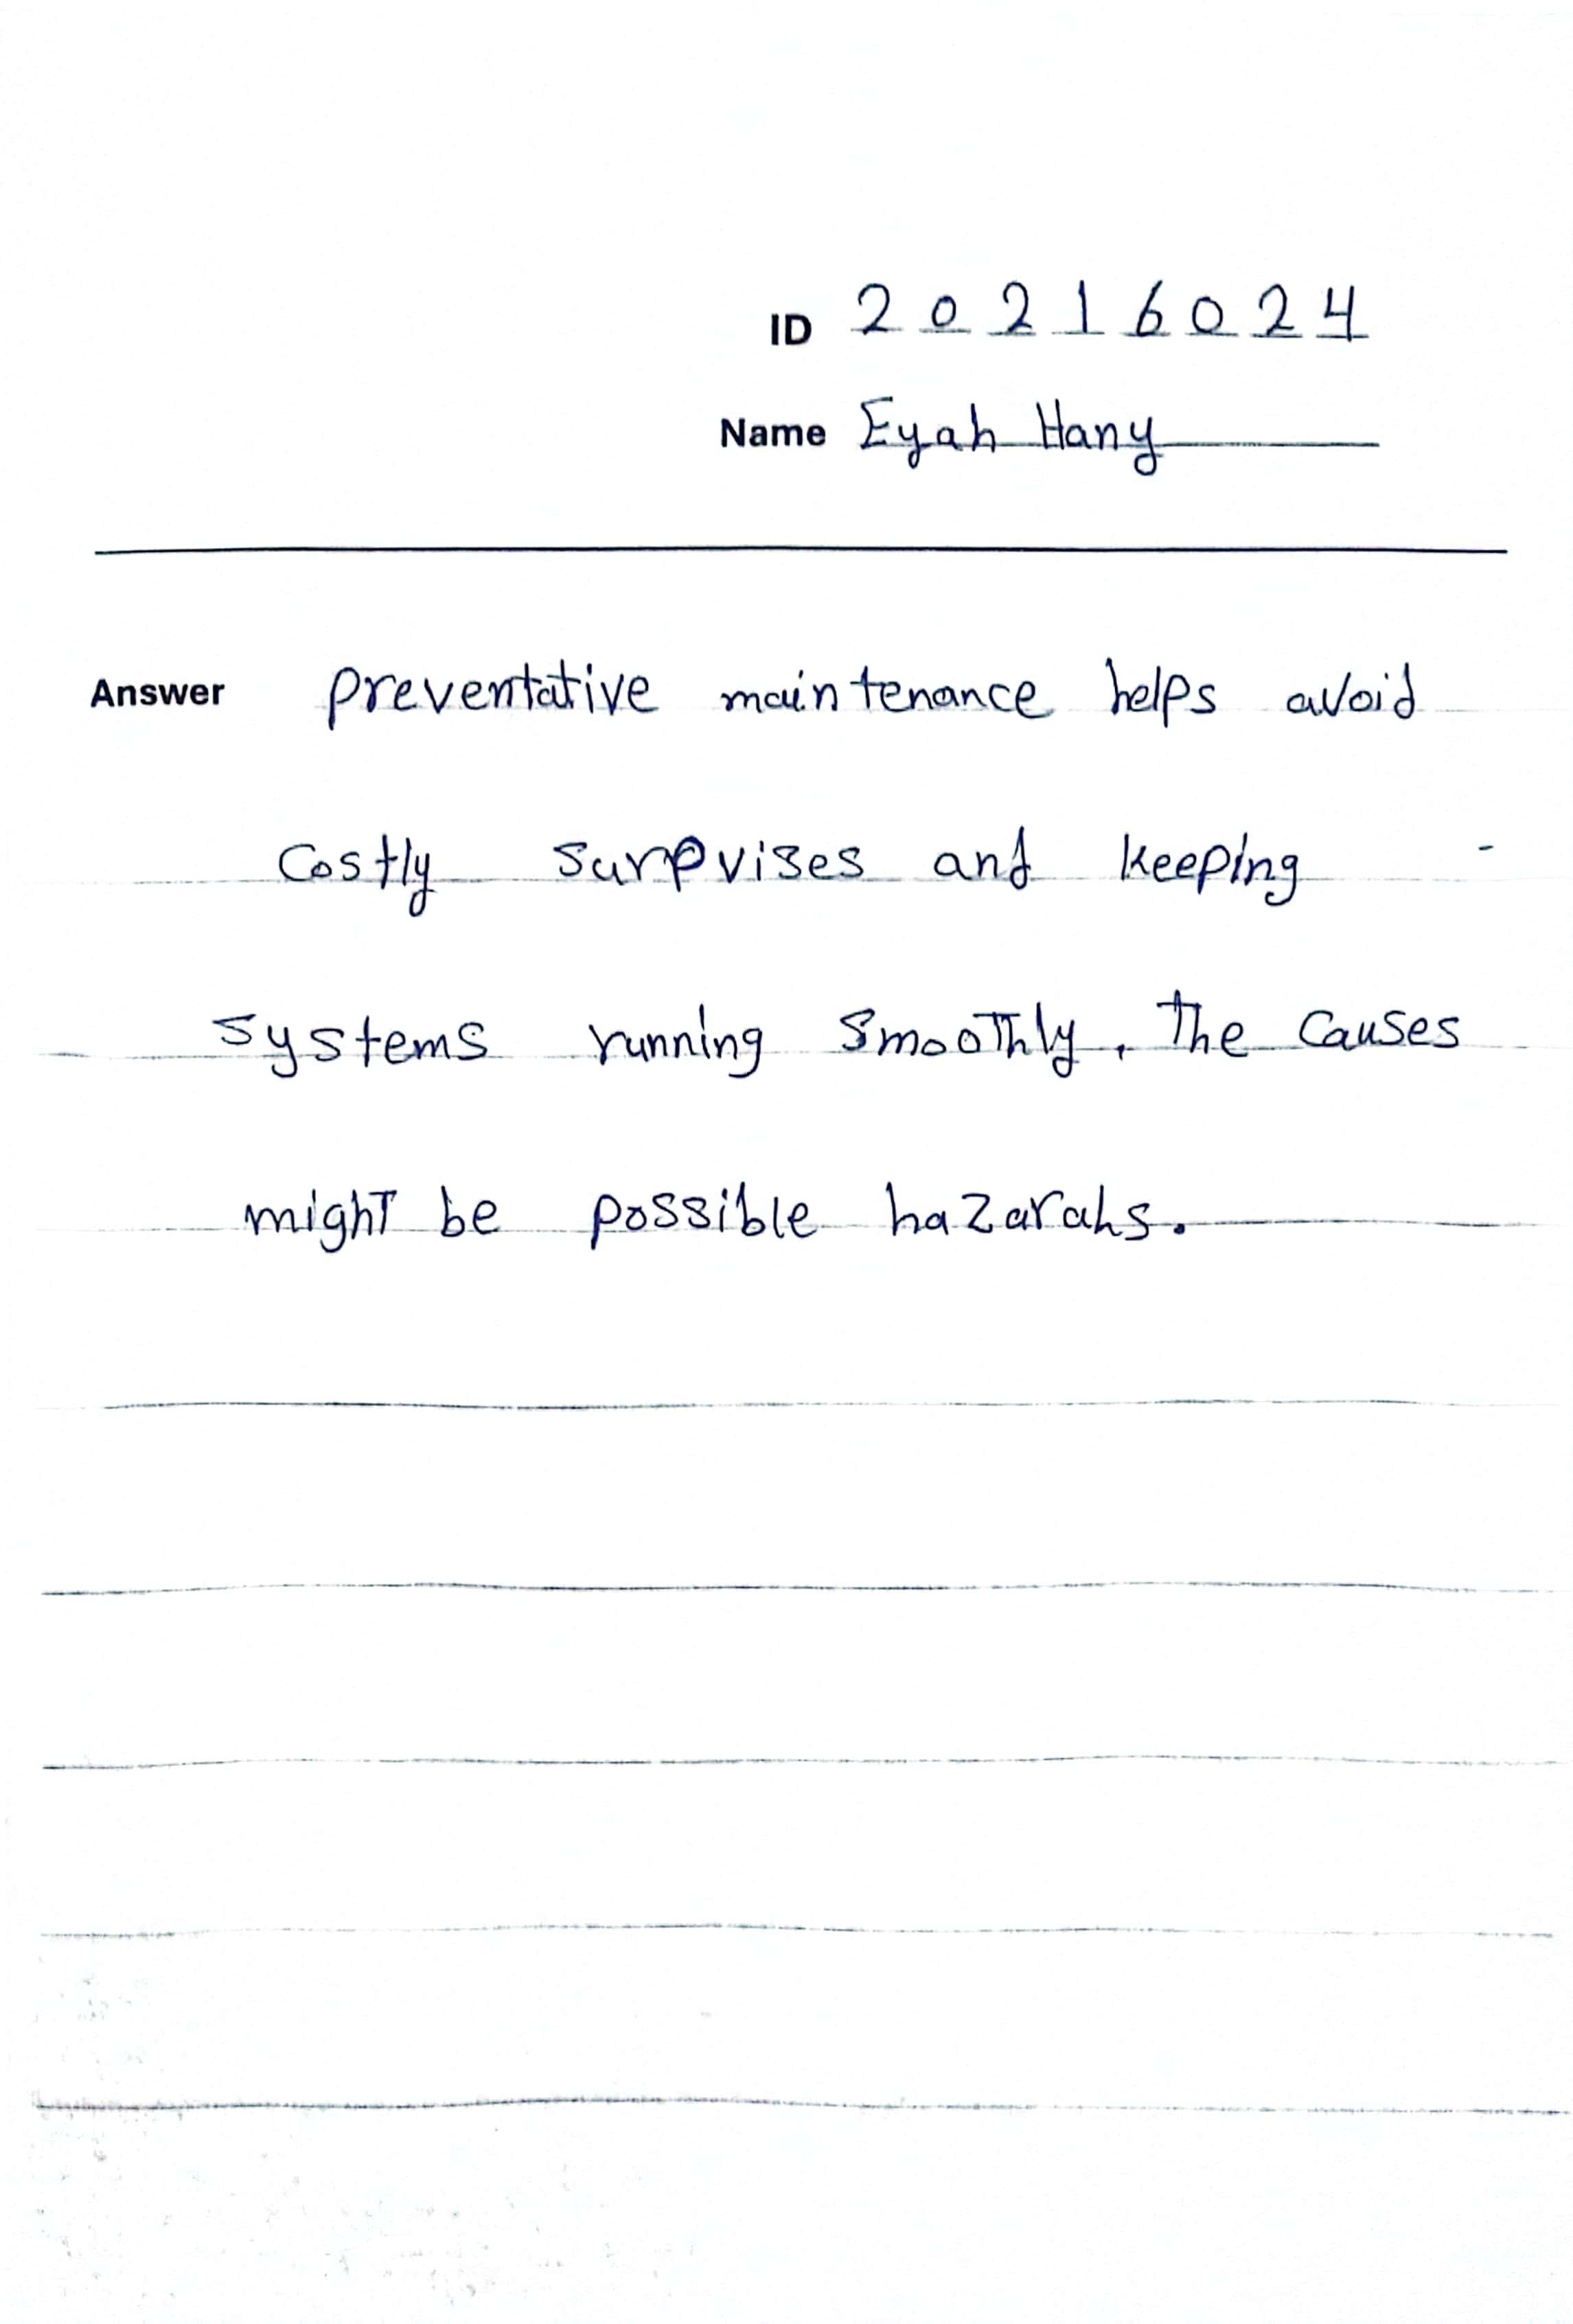 ID 20216024
Name Eyah Hany
Answer preventative maintenance helps avoid
Costly surprises and keeping
systems running smoothly. The causes
might be possible hazarahs.